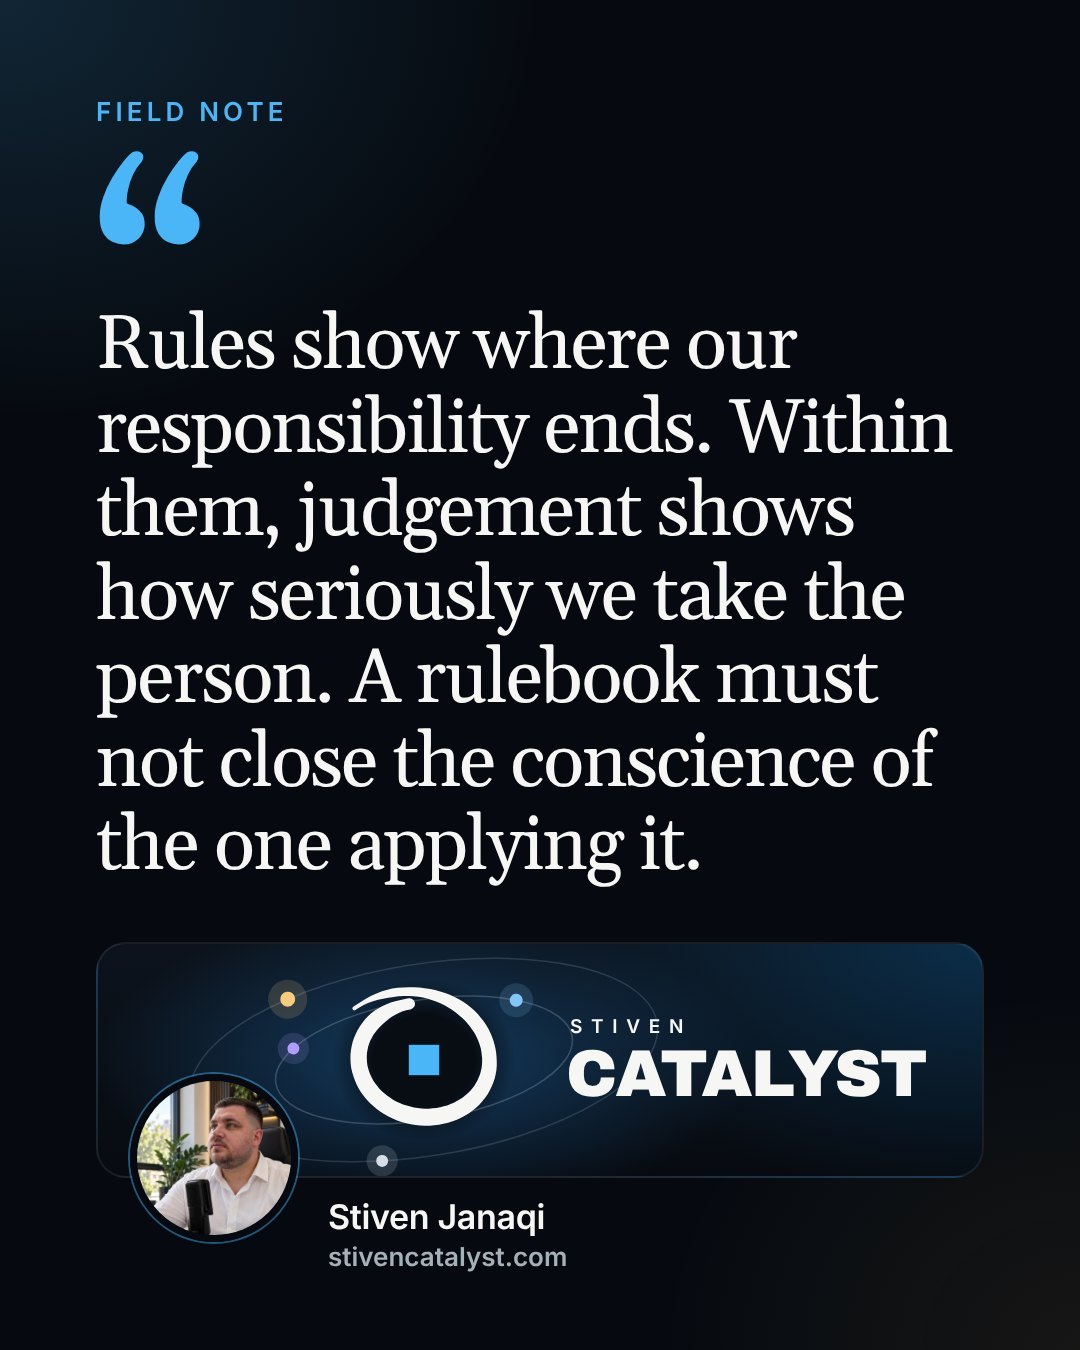 FIELD NOTE
“
Rules show where our
responsibility ends. Within
them, judgement shows
how seriously we take the
person. A rulebook must
not close the conscience of
the one applying it.
STIVEN
CATALYST
Stiven Janaqi
stivencatalyst.com